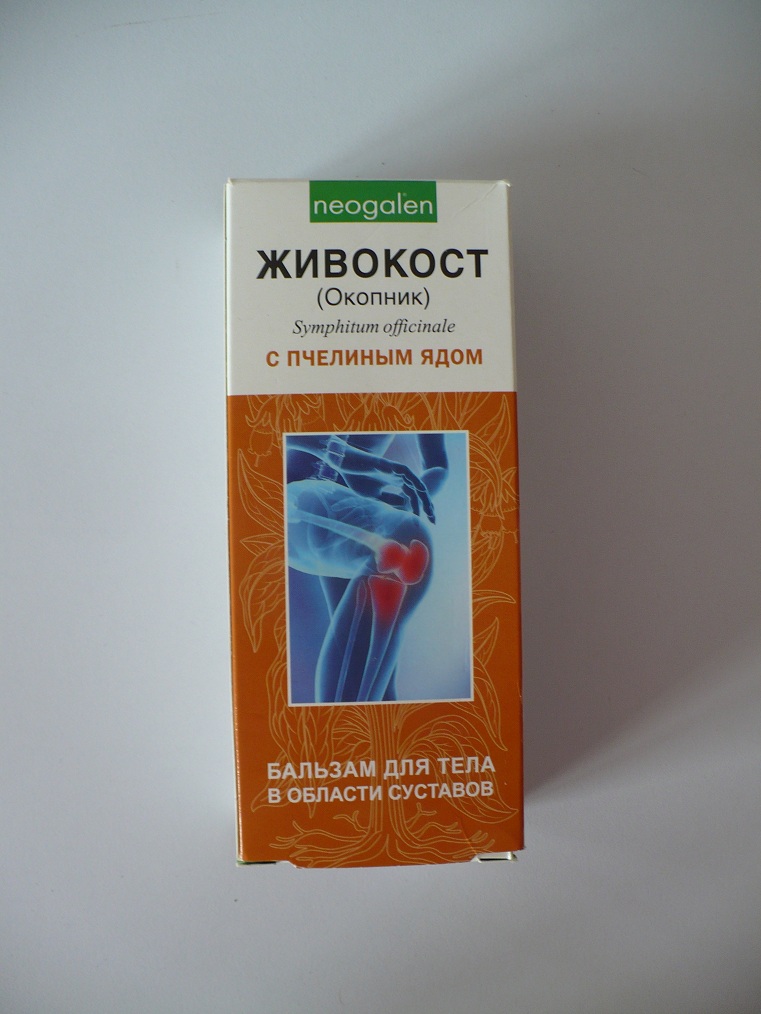 neogalen
ЖИВОКОСТ
(Окопник)
Symphitum officinale
С ПЧЕЛИНЫМ ЯДОМ
БАЛЬЗАМ ДЛЯ ТЕЛА
В ОБЛАСТИ СУСТАВОВ